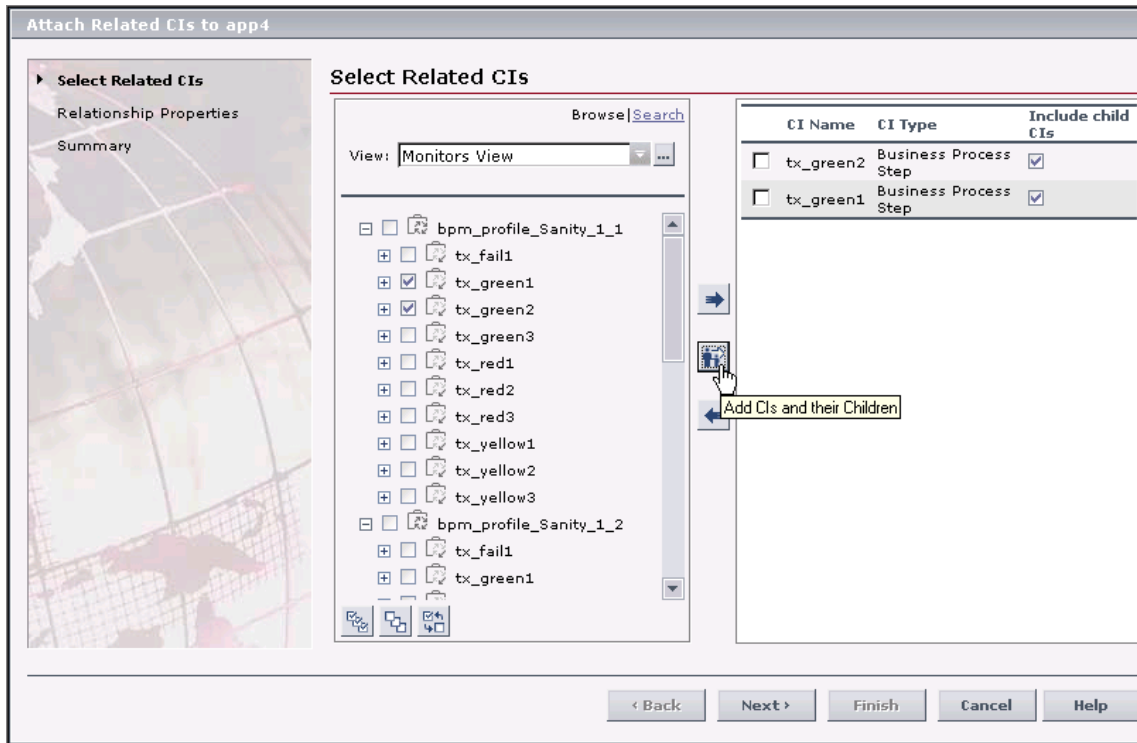 Attach Related CIs to app4
Select Related CIs
Relationship Properties
Summary
Select Related CIs
Browse|Search
View: Monitors View ...
bpm_profile_Sanity_1_1
tx_fail1
tx_green1
tx_green2
tx_green3
tx_red1
tx_red2
tx_red3
tx_yellow1
tx_yellow2
tx_yellow3
bpm_profile_Sanity_1_2
tx_fail1
tx_green1
Add CIs and their Children
CI Name CI Type Include child CIs
tx_green2 Business Process Step
tx_green1 Business Process Step
‹ Back Next › Finish Cancel Help